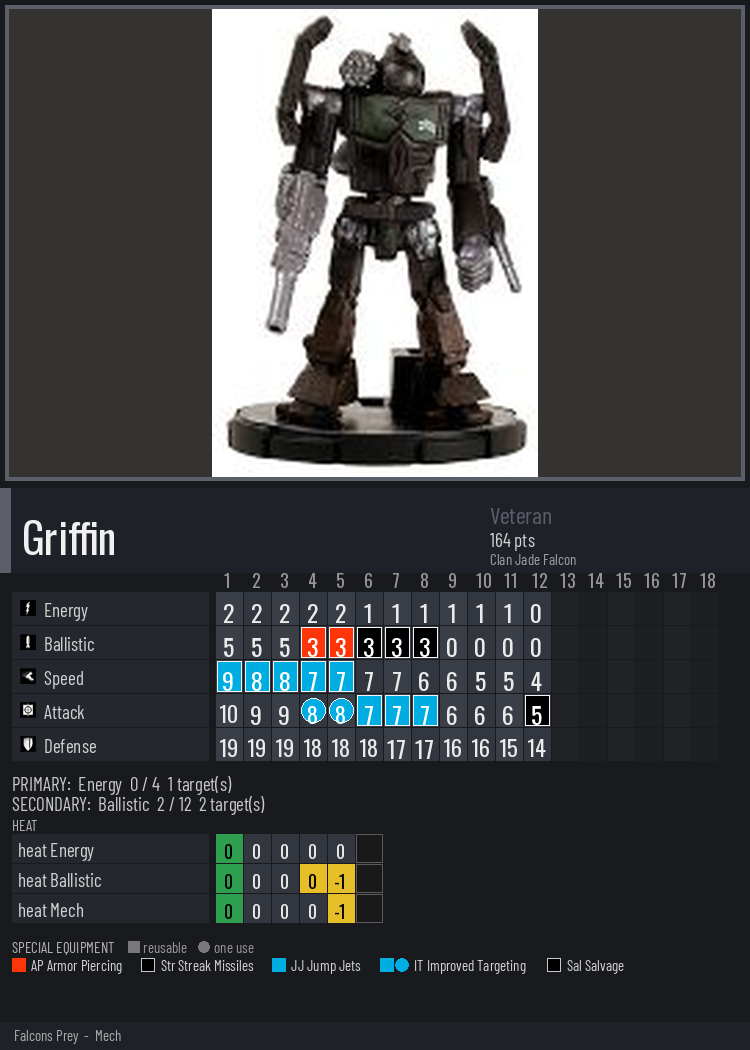 Griffin
Veteran
164 pts
Clan Jade Falcon
1 2 3 4 5 6 7 8 9 10 11 12 13 14 15 16 17 18
Energy 2 2 2 2 2 1 1 1 1 1 1 0
Ballistic 5 5 5 3 3 3 3 3 0 0 0 0
Speed 9 8 8 7 7 7 7 6 6 5 5 4
Attack 10 9 9 8 8 7 7 7 6 6 6 5
Defense 19 19 19 18 18 18 17 17 16 16 15 14
PRIMARY: Energy 0 / 4 1 target(s)
SECONDARY: Ballistic 2 / 12 2 target(s)
HEAT
heat Energy 0 0 0 0 0
heat Ballistic 0 0 0 0 -1
heat Mech 0 0 0 0 -1
SPECIAL EQUIPMENT reusable one use
AP Armor Piercing Str Streak Missiles JJ Jump Jets IT Improved Targeting Sal Salvage
Falcons Prey - Mech